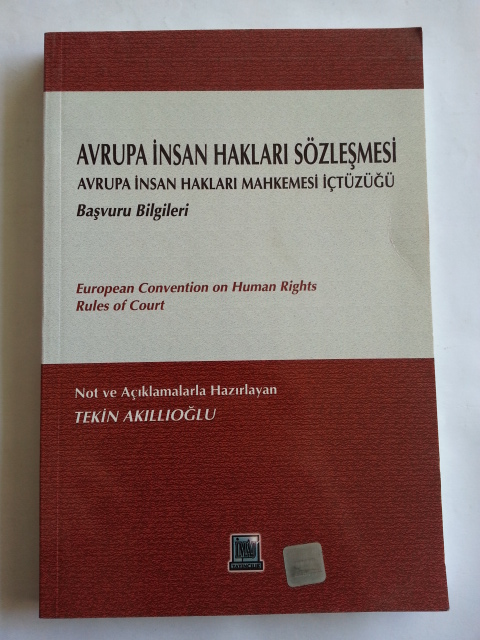 AVRUPA İNSAN HAKLARI SÖZLEŞMESİ
AVRUPA İNSAN HAKLARI MAHKEMESİ İÇTÜZÜĞÜ
Başvuru Bilgileri
European Convention on Human Rights
Rules of Court
Not ve Açıklamalarla Hazırlayan
TEKİN AKILLIOĞLU